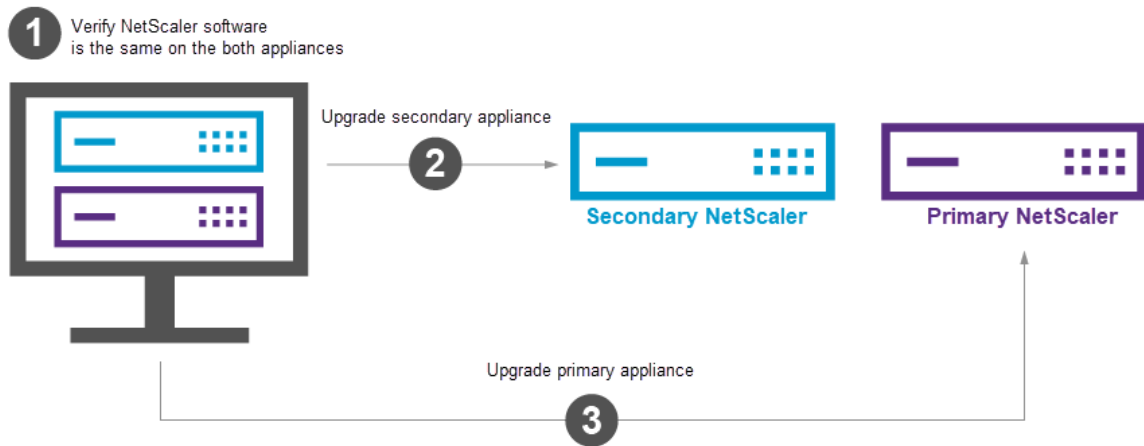 1
Verify NetScaler software
is the same on the both appliances
Upgrade secondary appliance
2
Secondary NetScaler
Primary NetScaler
Upgrade primary appliance
3